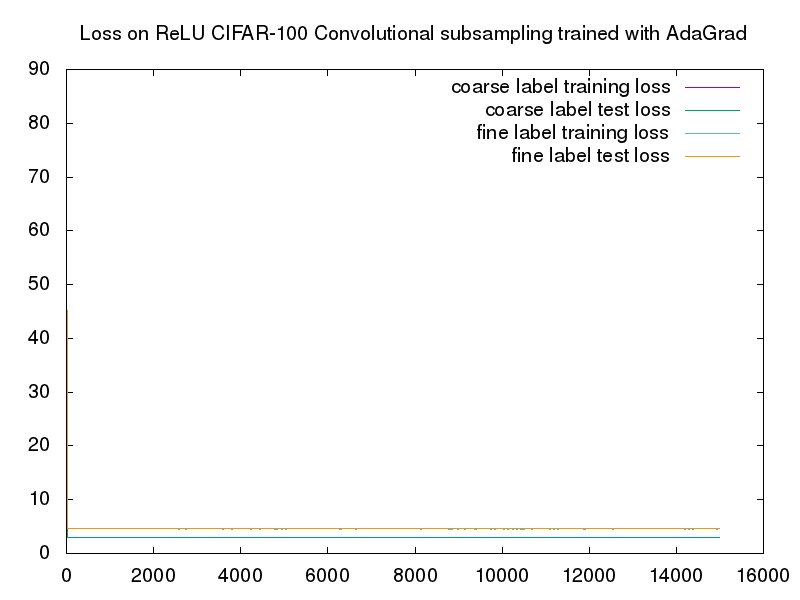 Loss on ReLU CIFAR-100 Convolutional subsampling trained with AdaGrad
90
80
70
60
50
40
30
20
10
0
coarse label training loss
coarse label test loss
fine label training loss
fine label test loss
0 2000 4000 6000 8000 10000 12000 14000 16000